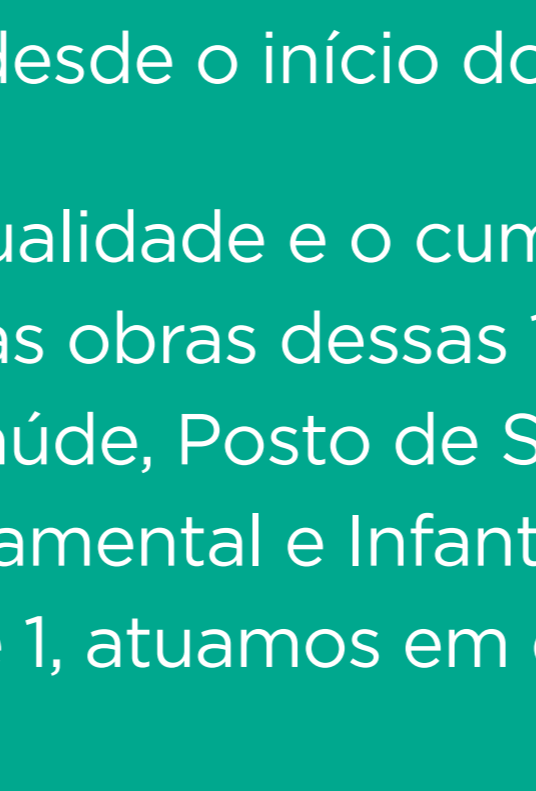 desde o início do
ualidade e o cum
as obras dessas 1
aúde, Posto de S
amental e Infant
e 1, atuamos em